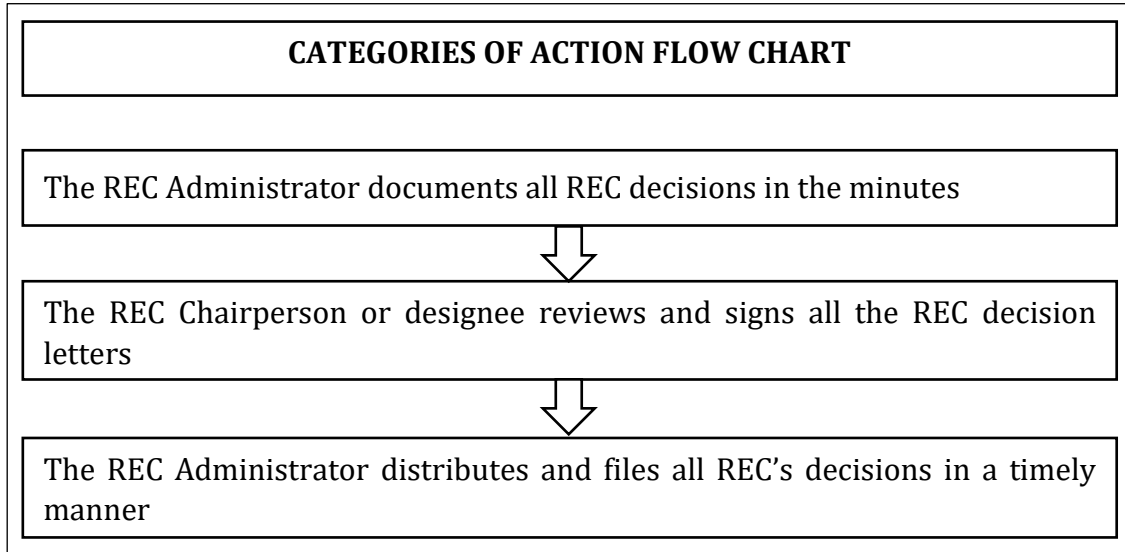 CATEGORIES OF ACTION FLOW CHART
The REC Administrator documents all REC decisions in the minutes
The REC Chairperson or designee reviews and signs all the REC decision
letters
The REC Administrator distributes and files all REC’s decisions in a timely
manner